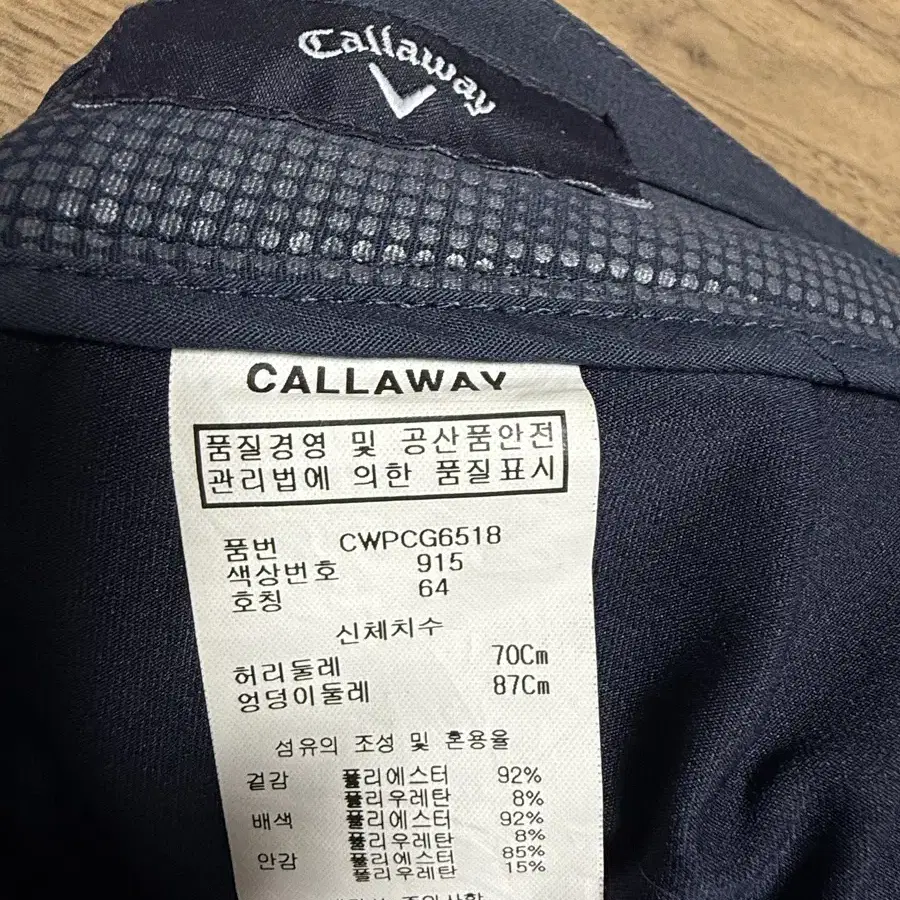 Callaway
CALLAWAY
품질경영 및 공산품안전
관리법에 의한 품질표시
품번 CWPCG6518
색상번호 915
호칭 64
신체치수
허리둘레 70Cm
엉덩이둘레 87Cm
섬유의 조성 및 혼용율
겉감 폴리에스터 92%
폴리우레탄 8%
배색 폴리에스터 92%
폴리우레탄 8%
안감 폴리에스터 85%
폴리우레탄 15%